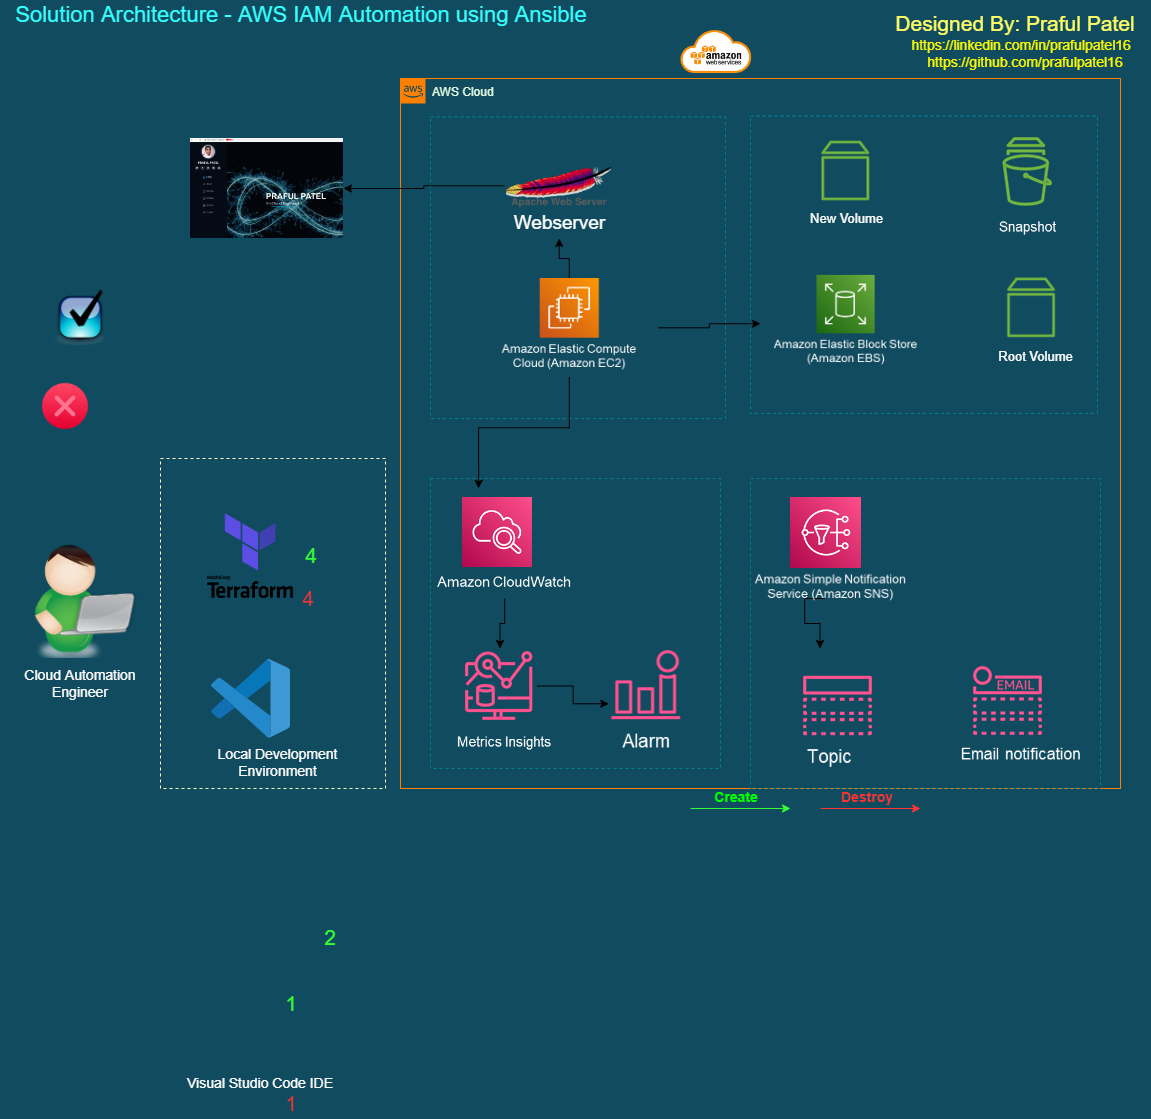 Solution Architecture - AWS IAM Automation using Ansible
Designed By: Praful Patel
https://linkedin.com/in/prafulpatel16
https://github.com/prafulpatel16
amazon
web services
aws
AWS Cloud
PRAFUL PATEL
PRAFUL PATEL
Apache Web Server
Webserver
New Volume
Snapshot
Amazon Elastic Compute
Cloud (Amazon EC2)
Amazon Elastic Block Store
(Amazon EBS)
Root Volume
HashiCorp
Terraform
4
4
Cloud Automation
Engineer
Local Development
Environment
Amazon CloudWatch
Amazon Simple Notification
Service (Amazon SNS)
Metrics Insights
Alarm
Topic
EMAIL
Email notification
Create
Destroy
2
1
Visual Studio Code IDE
1